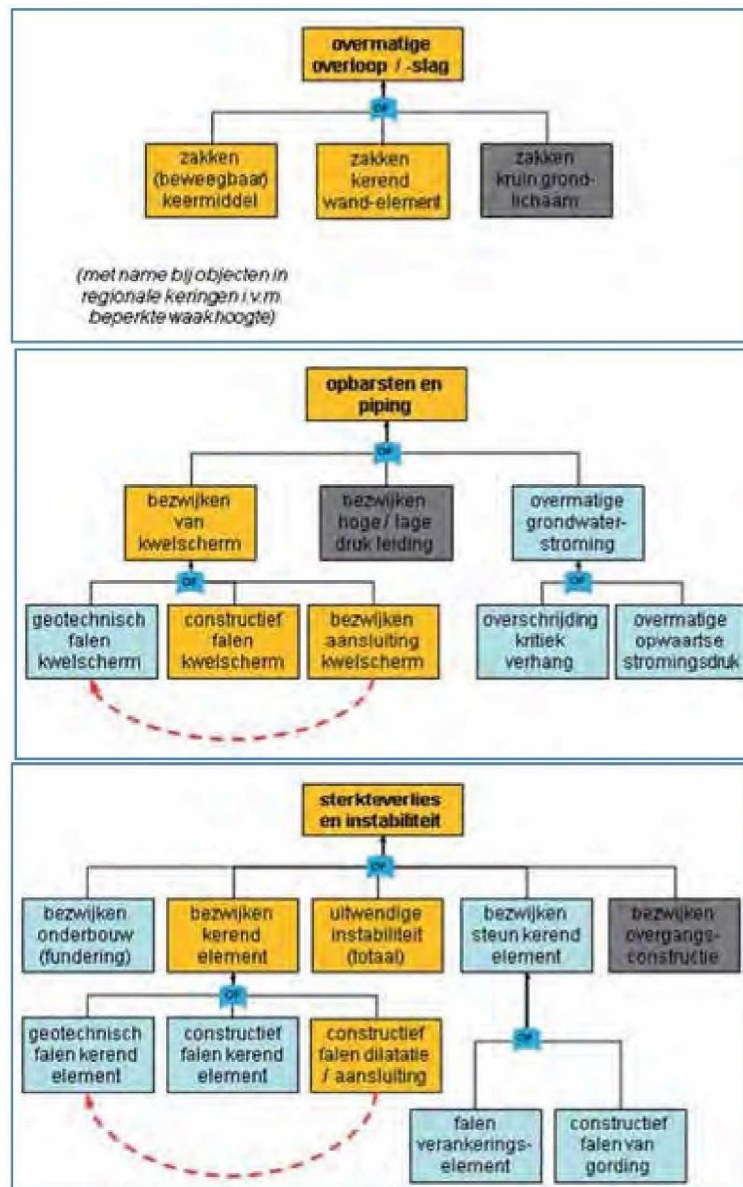 overmatige
overloop / -slag
OF
zakken
(beweegbaar)
keermiddel
zakken
kerend
wand-element
zakken
kruin grond-
lichaam
(met name bij objecten in
regionale keringen i.v.m.
beperkte waakhoogte)
opbarsten en
piping
OF
bezwijken
van
kwelscherm
bezwijken
hoge / lage
druk leiding
overmatige
grondwater-
stroming
OF
OF
geotechnisch
falen
kwelscherm
constructief
falen
kwelscherm
bezwijken
aansluiting
kwelscherm
overschrijding
kritiek
verhang
overmatige
opwaartse
stromingsdruk
sterkteverlies
en instabiliteit
OF
bezwijken
onderbouw
(fundering)
bezwijken
kerend
element
uitwendige
instabiliteit
(totaal)
bezwijken
steun kerend
element
bezwijken
overgangs-
constructie
OF
geotechnisch
falen kerend
element
constructief
falen kerend
element
constructief
falen dilatatie
/ aansluiting
OF
falen
verankerings-
element
constructief
falen van
gording